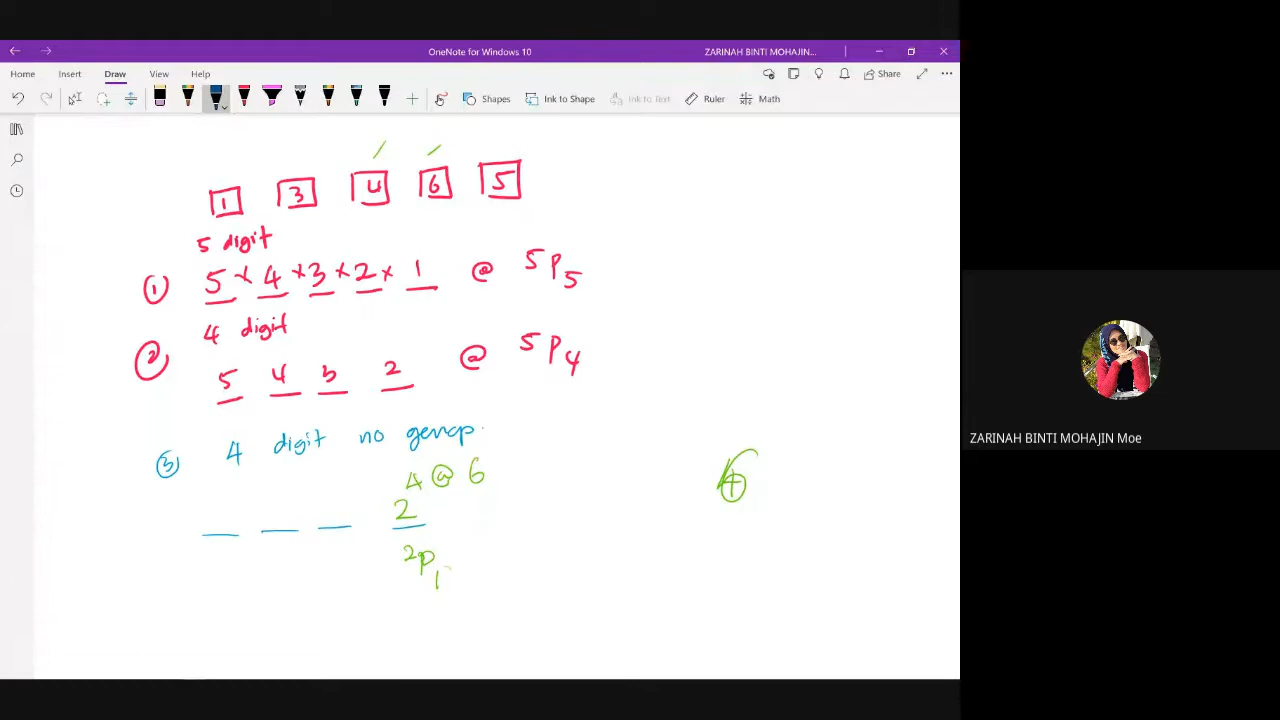 OneNote for Windows 10
ZARINAH BINTI MOHAJIN...
Home Insert Draw View Help
Share
Shapes Ink to Shape Ink to Text Ruler Math
1 3 4 6 5
5 digit
① 5 × 4 × 3 × 2 × 1 @ 5P5
4 digit
② 5 4 3 2 @ 5P4
③ 4 digit no genap.
4 @ 6
2
2P1
ZARINAH BINTI MOHAJIN Moe